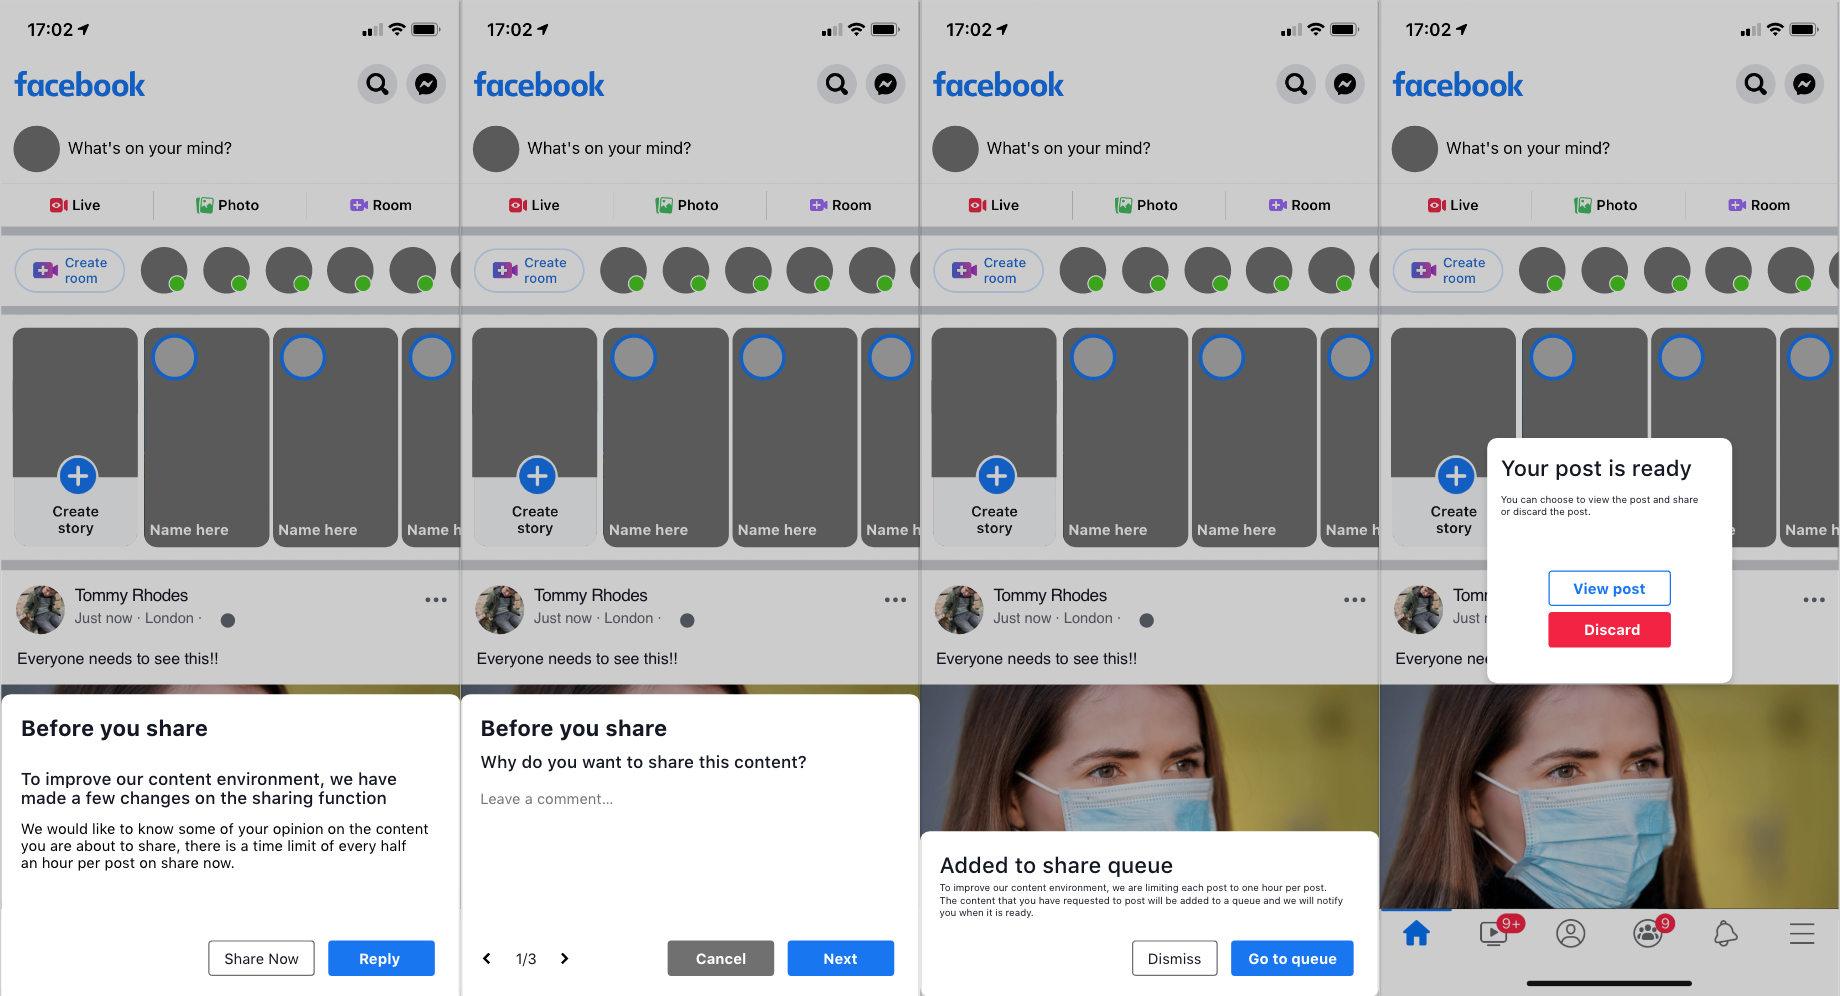 17:02
facebook
What's on your mind?
Live
Photo
Room
Create
room
Create
story
Name here
Name here
Name h
Tommy Rhodes
Just now · London ·
Everyone needs to see this!!
Before you share
To improve our content environment, we have
made a few changes on the sharing function
We would like to know some of your opinion on the content
you are about to share, there is a time limit of every half
an hour per post on share now.
Share Now
Reply
17:02
facebook
What's on your mind?
Live
Photo
Room
Create
room
Create
story
Name here
Name here
Name h
Tommy Rhodes
Just now · London ·
Everyone needs to see this!!
Before you share
Why do you want to share this content?
Leave a comment...
1/3
Cancel
Next
17:02
facebook
What's on your mind?
Live
Photo
Room
Create
room
Create
story
Name here
Name here
Name h
Tommy Rhodes
Just now · London ·
Everyone needs to see this!!
Added to share queue
To improve our content environment, we are limiting each post to one hour per post.
The content that you have requested to post will be added to a queue and we will notify
you when it is ready.
Dismiss
Go to queue
17:02
facebook
What's on your mind?
Live
Photo
Room
Create
room
Create
story
e
Name h
Your post is ready
You can choose to view the post and share
or discard the post.
View post
Discard
Tomr
Just r
Everyone nee
9+
9